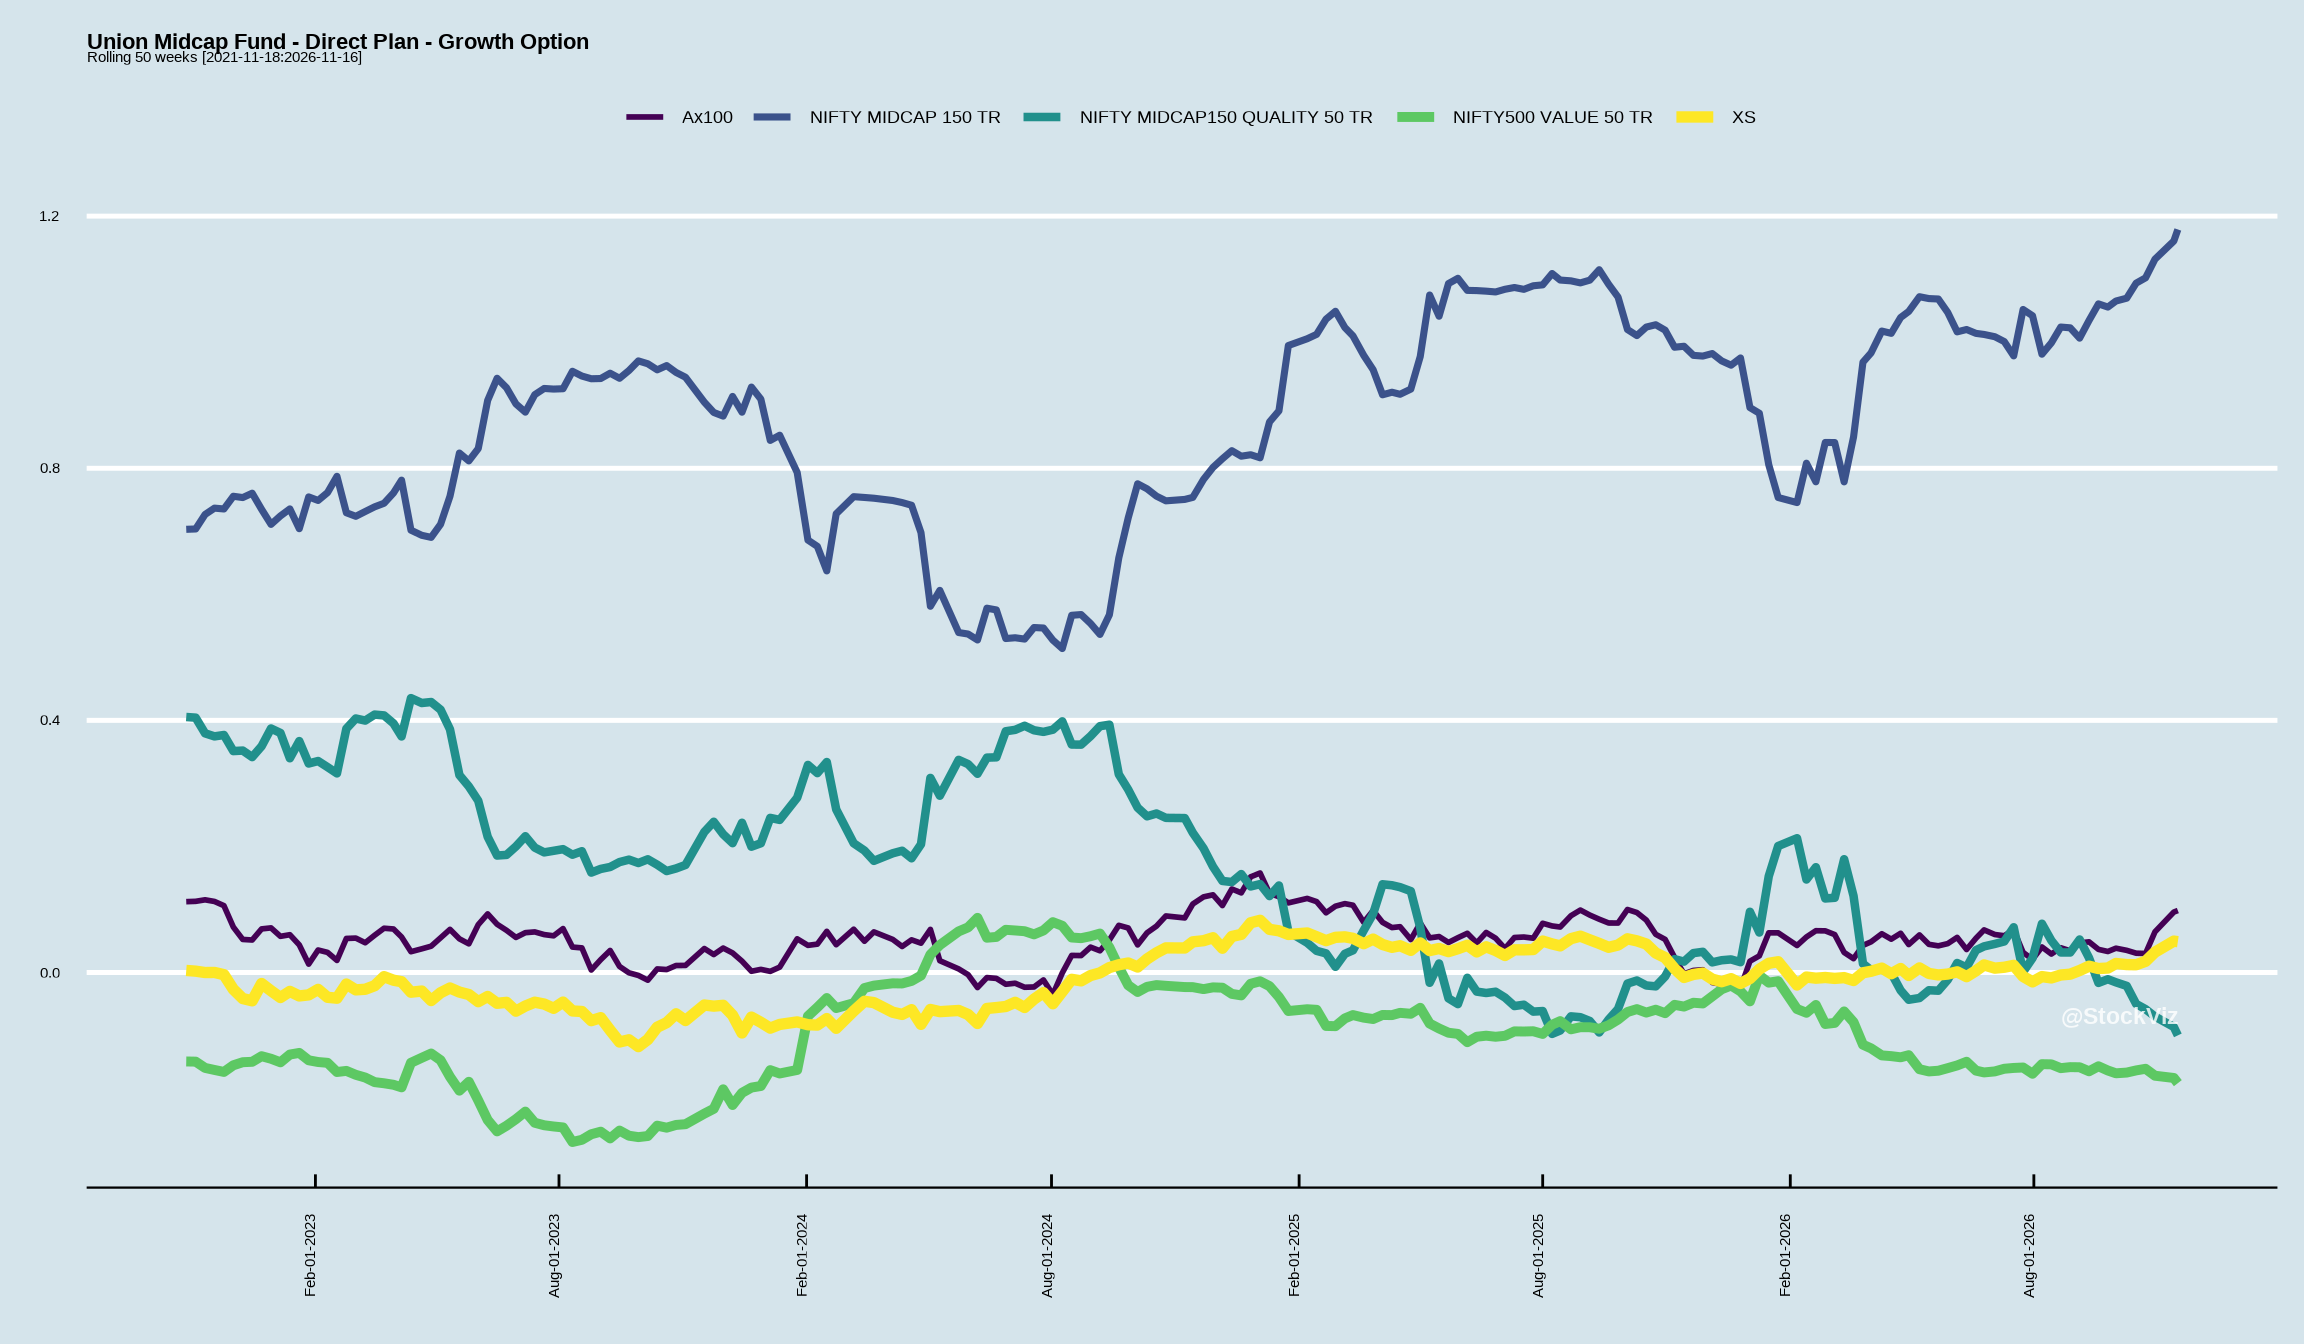 Union Midcap Fund - Direct Plan - Growth Option
Rolling 50 weeks [2021-11-18:2026-11-16]
Ax100 NIFTY MIDCAP 150 TR NIFTY MIDCAP150 QUALITY 50 TR NIFTY500 VALUE 50 TR XS
1.2
0.8
0.4
0.0
@StockViz
Feb-01-2023
Aug-01-2023
Feb-01-2024
Aug-01-2024
Feb-01-2025
Aug-01-2025
Feb-01-2026
Aug-01-2026